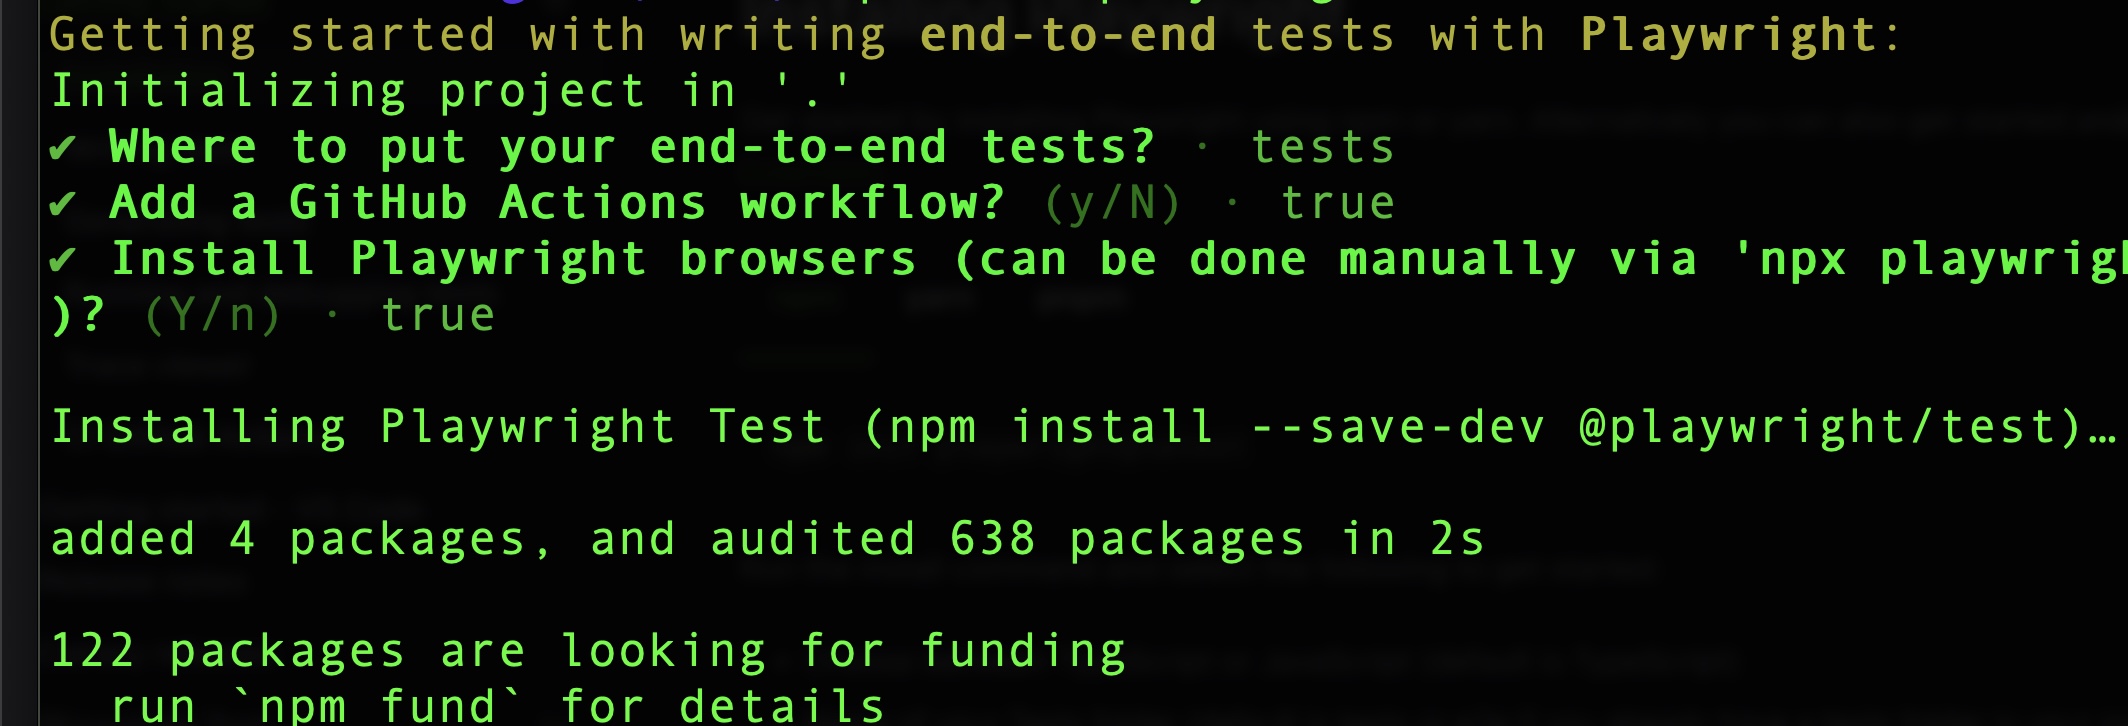 Getting started with writing end-to-end tests with Playwright:
Initializing project in '.'
✔ Where to put your end-to-end tests? · tests
✔ Add a GitHub Actions workflow? (y/N) · true
✔ Install Playwright browsers (can be done manually via 'npx
)? (Y/n) · true
Installing Playwright Test (npm install --save-dev @playwright/test)…
added 4 packages, and audited 638 packages in 2s
122 packages are looking for funding
run `npm fund` for details